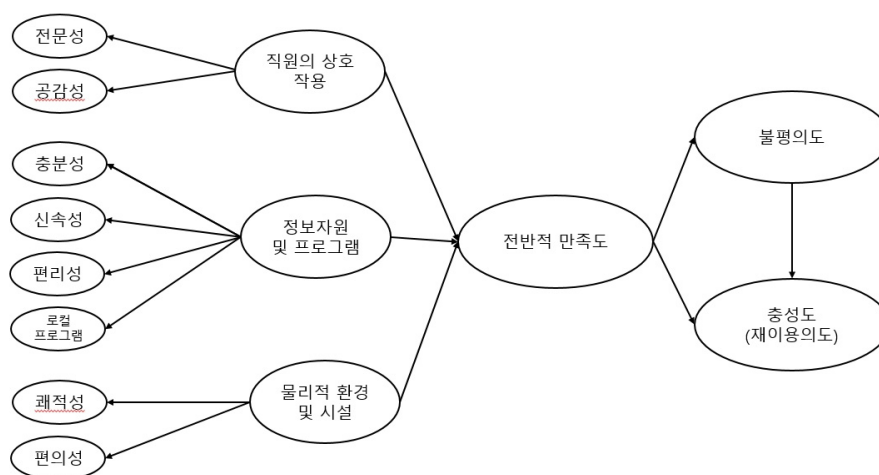 전문성
공감성
직원의 상호
작용
충분성
신속성
편리성
로컬
프로그램
정보자원
및 프로그램
쾌적성
편의성
물리적 환경
및 시설
전반적 만족도
불평의도
충성도
(재이용의도)